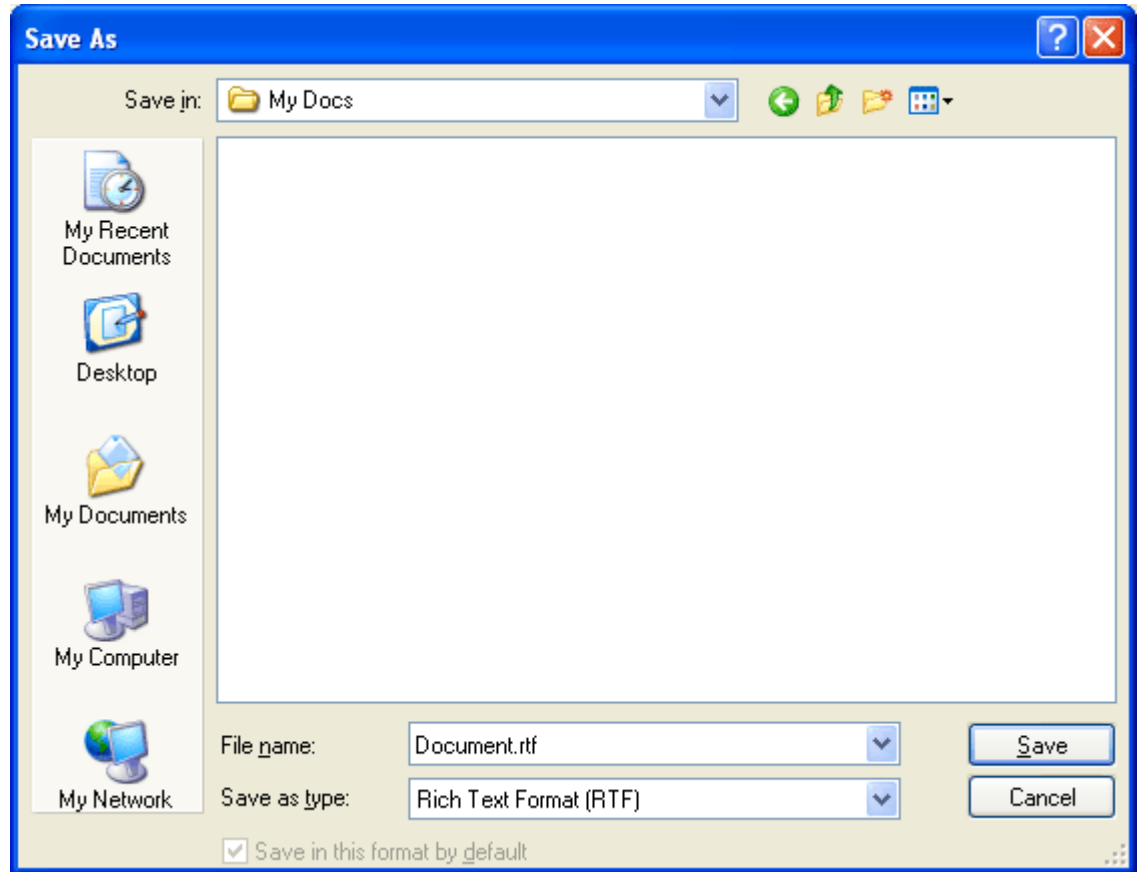 Save As
?
Save in:
My Docs
My Recent
Documents
Desktop
My Documents
My Computer
My Network
File name:
Document.rtf
Save
Save as type:
Rich Text Format (RTF)
Cancel
Save in this format by default